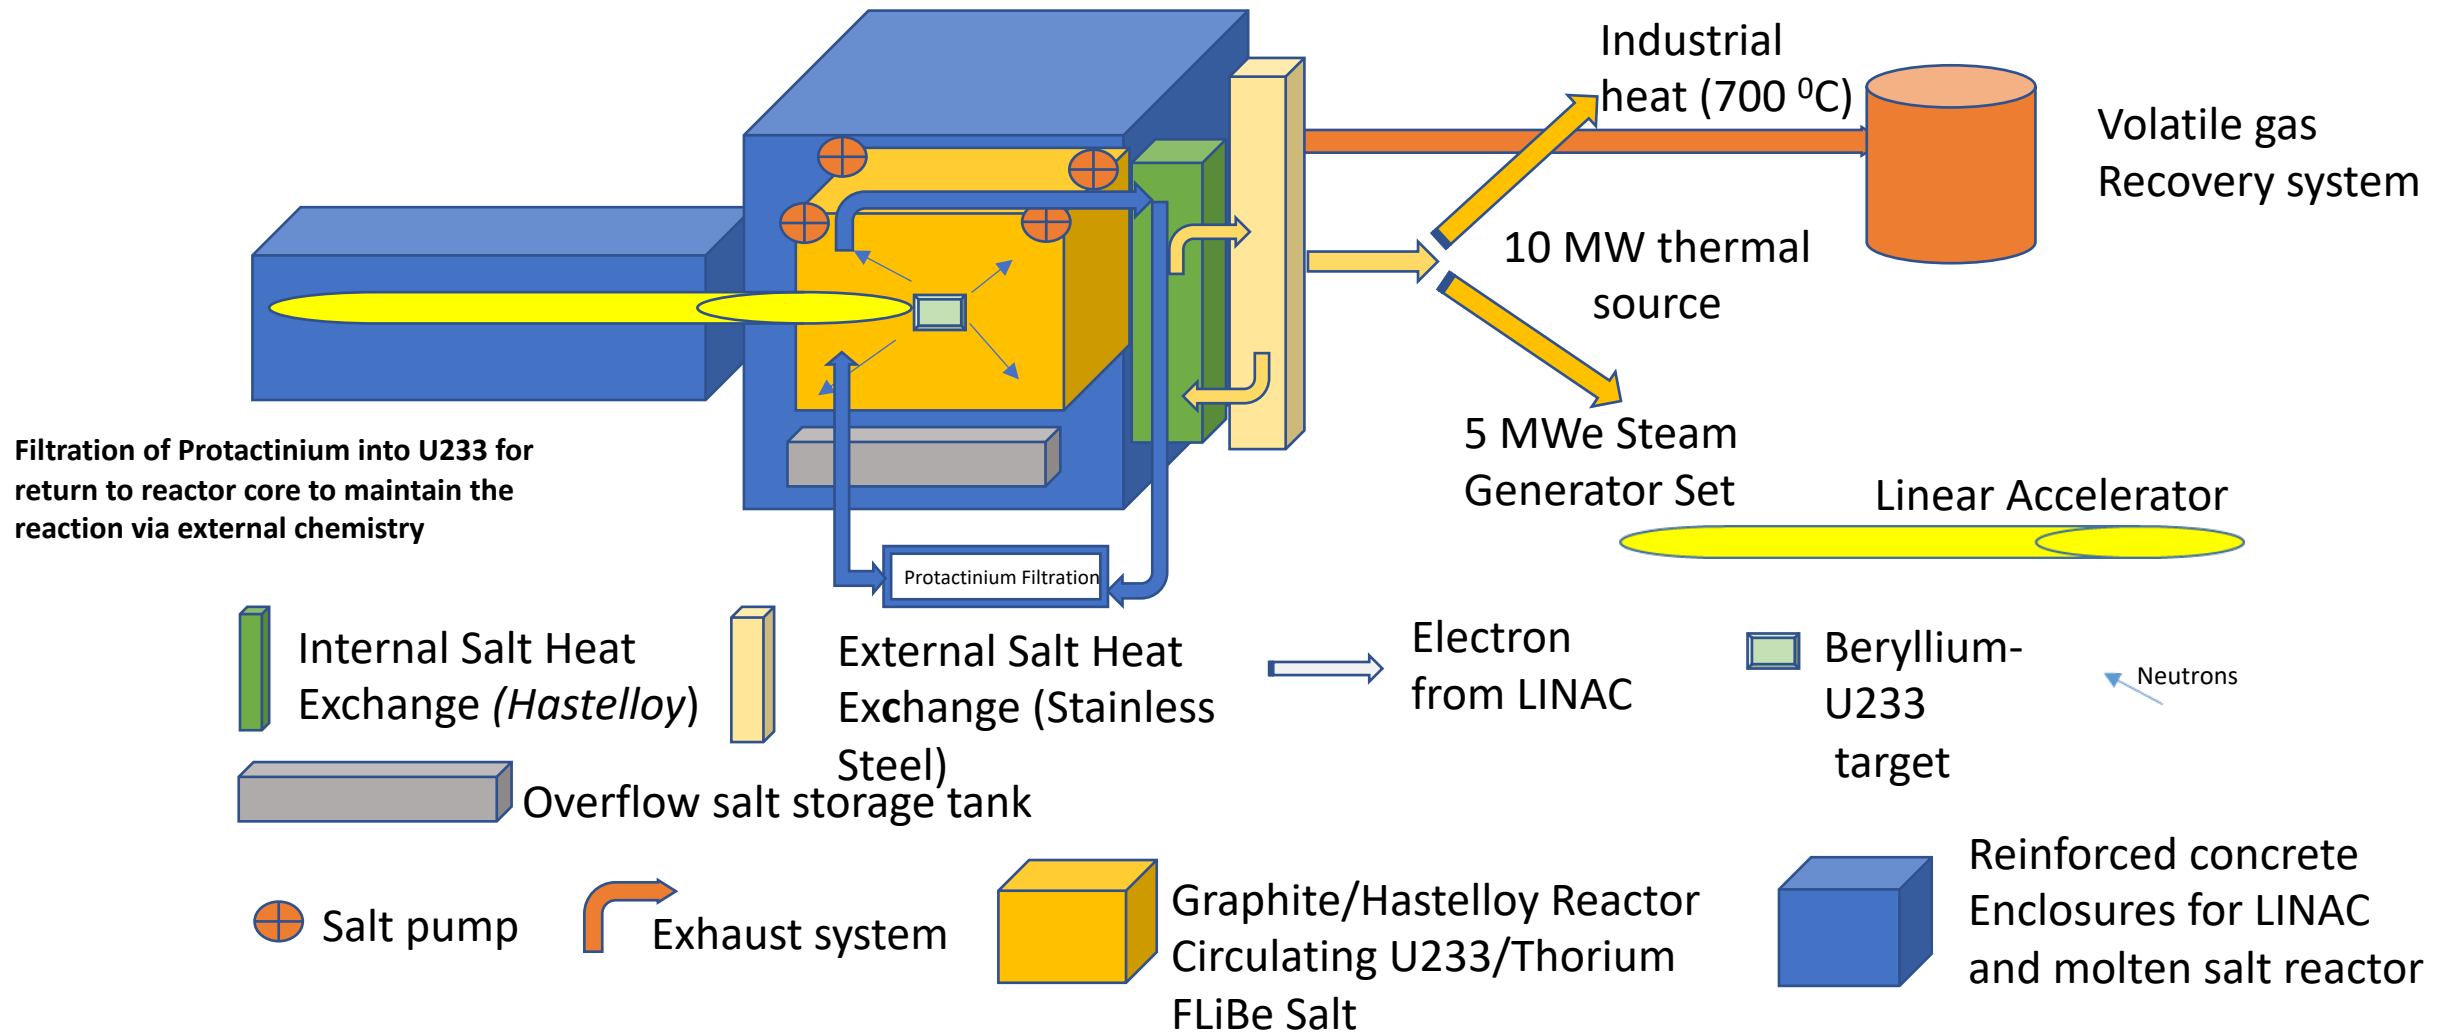 Industrial
heat (700 ⁰C)
Volatile gas
Recovery system
10 MW thermal
source
5 MWe Steam
Generator Set
Linear Accelerator
Filtration of Protactinium into U233 for
return to reactor core to maintain the
reaction via external chemistry
Protactinium Filtration
Internal Salt Heat
Exchange (Hastelloy)
External Salt Heat
Exchange (Stainless
Steel)
Electron
from LINAC
Beryllium-
U233
target
Neutrons
Overflow salt storage tank
Salt pump
Exhaust system
Graphite/Hastelloy Reactor
Circulating U233/Thorium
FLiBe Salt
Reinforced concrete
Enclosures for LINAC
and molten salt reactor